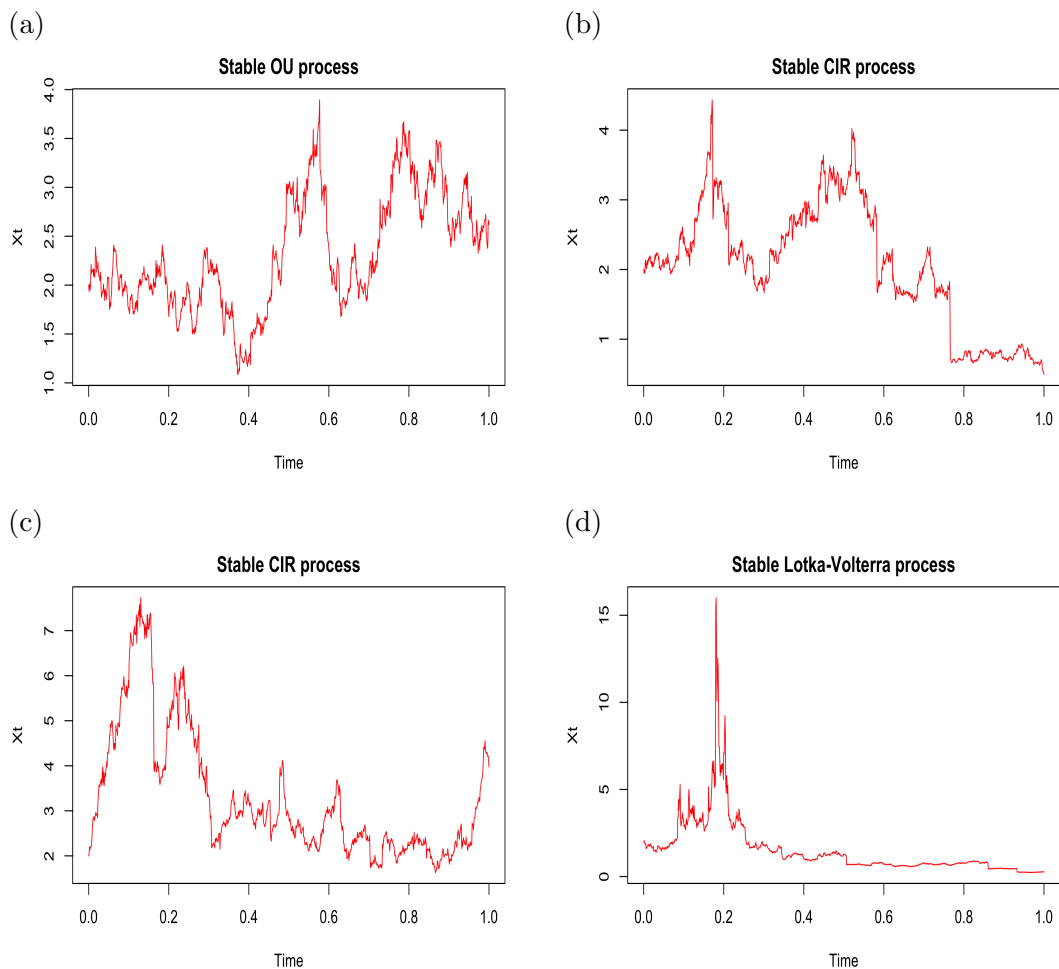 (a)
Stable OU process
Xt
4.0
3.5
3.0
2.5
2.0
1.5
1.0
0.0 0.2 0.4 0.6 0.8 1.0
Time
(b)
Stable CIR process
Xt
4
3
2
1
0.0 0.2 0.4 0.6 0.8 1.0
Time
(c)
Stable CIR process
Xt
7
6
5
4
3
2
0.0 0.2 0.4 0.6 0.8 1.0
Time
(d)
Stable Lotka-Volterra process
Xt
15
10
5
0
0.0 0.2 0.4 0.6 0.8 1.0
Time